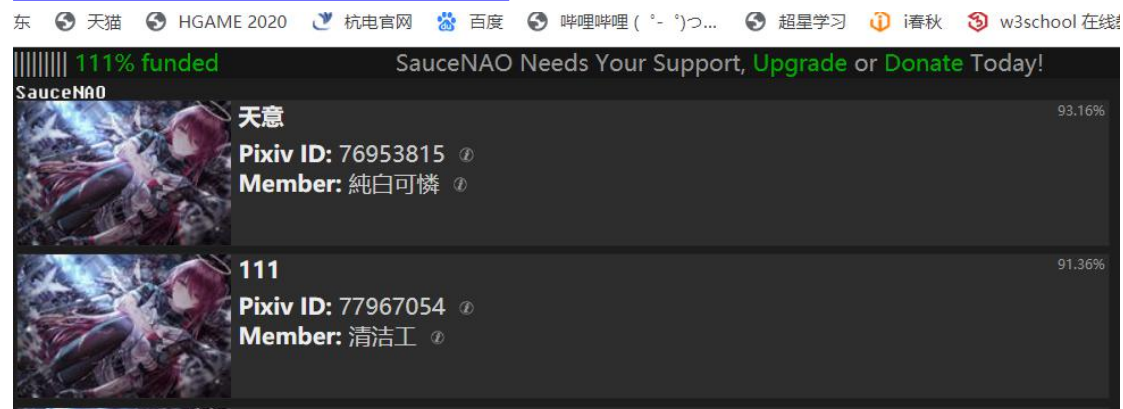 东 天猫 HGAME 2020 杭电官网 百度 哔哩哔哩 ( ゜- ゜)つ... 超星学习 i春秋 w3school 在线
||||||||| 111% funded SauceNAO Needs Your Support, Upgrade or Donate Today!
SauceNAO
天意 93.16%
Pixiv ID: 76953815
Member: 純白可憐
111 91.36%
Pixiv ID: 77967054
Member: 清洁工